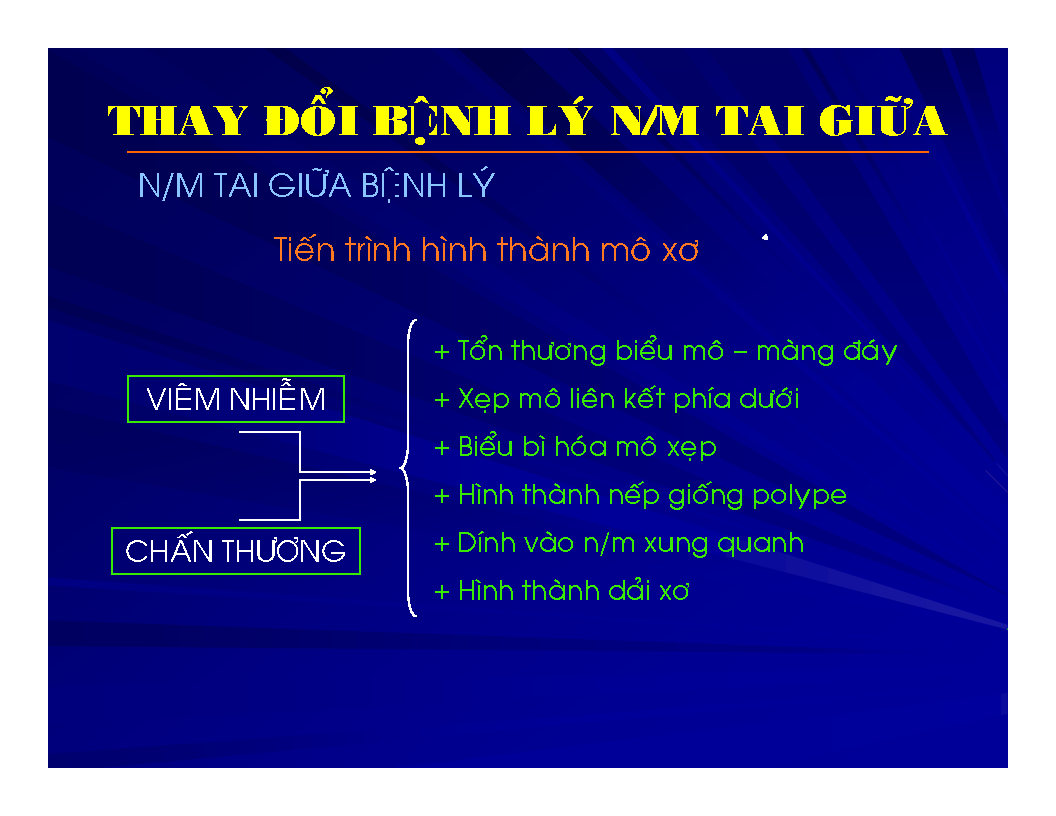 THAY ĐỔI BỆNH LÝ N/M TAI GIỮA
N/M TAI GIỮA BỆNH LÝ
Tiến trình hình thành mô xơ
VIÊM NHIỄM
CHẤN THƯƠNG
+ Tổn thương biểu mô – màng đáy
+ Xẹp mô liên kết phía dưới
+ Biểu bì hóa mô xẹp
+ Hình thành nếp giống polype
+ Dính vào n/m xung quanh
+ Hình thành dải xơ